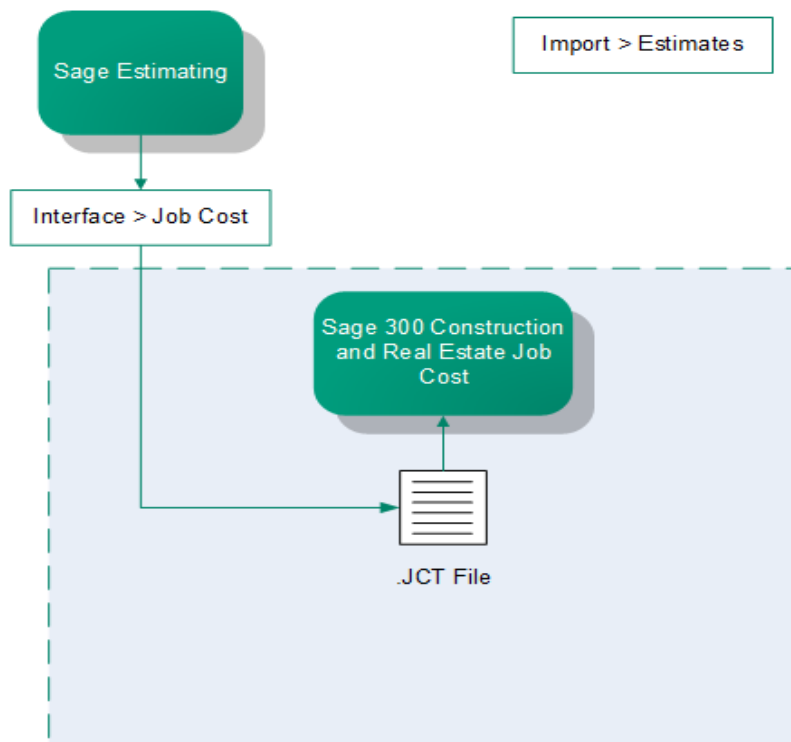 Sage Estimating
Import > Estimates
Interface > Job Cost
Sage 300 Construction
and Real Estate Job
Cost
.JCT File